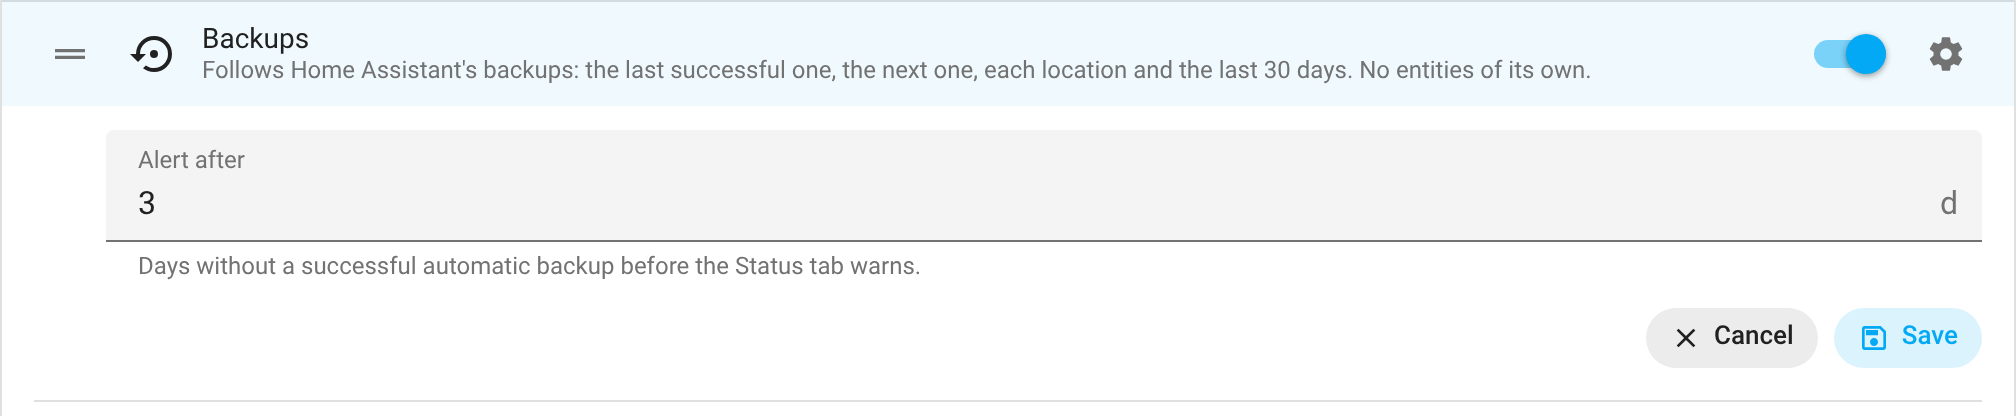 Backups
Follows Home Assistant's backups: the last successful one, the next one, each location and the last 30 days. No entities of its own.
Alert after
3 d
Days without a successful automatic backup before the Status tab warns.
Cancel Save